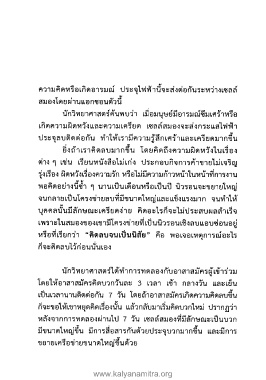 ความคิดหรือเกิดอารมณ์ ประจุไฟฟ้านี้จะส่งต่อกันระหว่างเซลล์
สมองโดยผ่านแอกซอนตัวนี้
นักวิทยาศาสตร์ค้นพบว่า เมื่อมนุษย์มีอารมณ์ซึมเศร้าหรือ
เกิดความผิดหวังและความเครียด เซลล์สมองจะส่งกระแสไฟฟ้า
ประจุลบติดต่อกัน ทำให้เรามีความรู้สึกเศร้าและเครียดมากขึ้น
ยิ่งถ้าเราคิดลบมากขึ้น โดยคิดถึงความผิดหวังในเรื่อง
ต่าง ๆ เช่น เรียนหนังสือไม่เก่ง ประกอบกิจการค้าขายไม่เจริญ
รุ่งเรือง ผิดหวังเรื่องความรัก หรือไม่มีความก้าวหน้าในหน้าที่การงาน
พอคิดอย่างนี้ซ้ำ ๆ นานเป็นเดือนหรือเป็นปี นิวรอนจะขยายใหญ่
จนกลายเป็นโครงข่ายลบที่มีขนาดใหญ่และแข็งแรงมาก จนทำให้
บุคคลนั้นมีลักษณะเครียดง่าย คิดอะไรก็จะไม่ประสบผลสำเร็จ
เพราะในสมองของเขามีโครงข่ายที่เป็นนิวรอนเชิงลบแอบซ่อนอยู่
หรือที่เรียกว่า “คิดลบจนเป็นนิสัย” คือ พอเจอเหตุการณ์อะไร
ก็จะคิดลบไว้ก่อนนั่นเอง
นักวิทยาศาสตร์ได้ทำการทดลองกับอาสาสมัครผู้เข้าร่วม
โดยให้อาสาสมัครคิดบวกวันละ 3 เวลา เช้า กลางวัน และเย็น
เป็นเวลานานติดต่อกัน 7 วัน โดยถ้าอาสาสมัครเกิดความคิดลบขึ้น
ก็จะขอให้เขาหยุดคิดเรื่องนั้น แล้วกลับมาเริ่มคิดบวกใหม่ ปรากฏว่า
หลังจากการทดลองผ่านไป 7 วัน เซลล์สมองที่มีลักษณะเป็นบวก
มีขนาดใหญ่ขึ้น มีการสื่อสารกันด้วยประจุบวกมากขึ้น และมีการ
ขยายเครือข่ายขนาดใหญ่ขึ้นด้วย
www.kalyanamitra.org